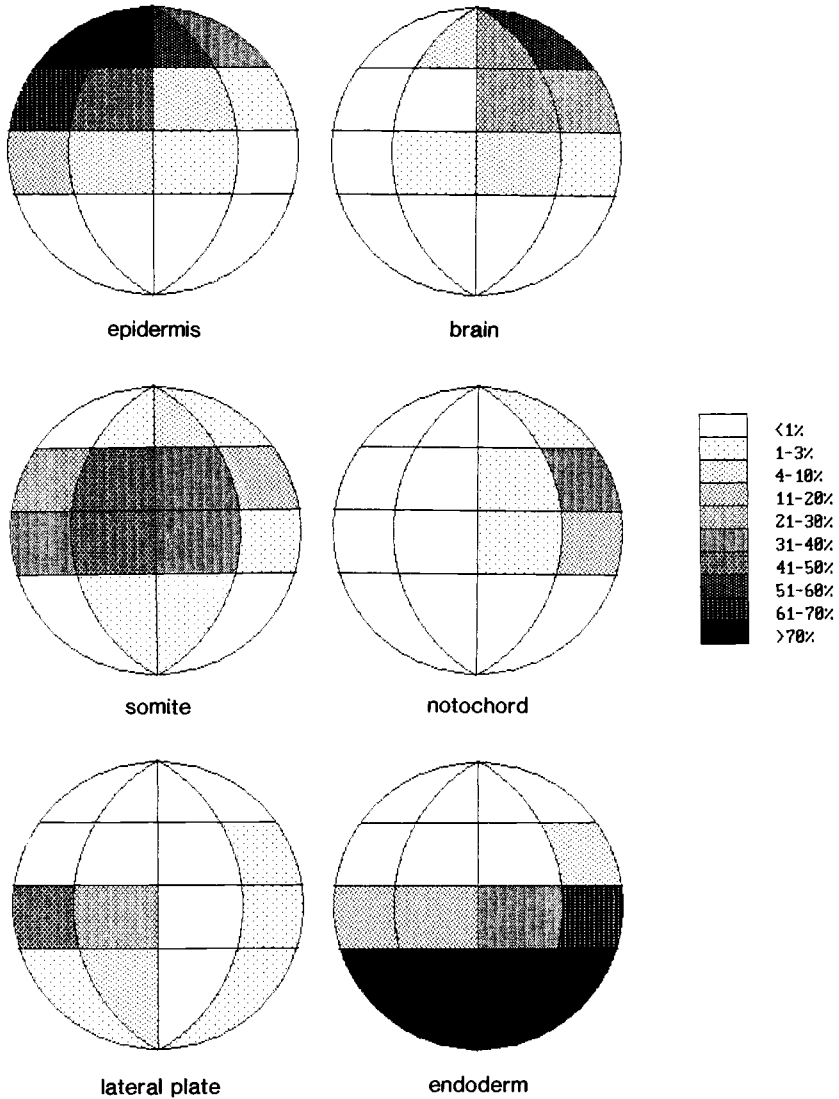 epidermis
brain
somite
notochord
<1%
1-3%
4-10%
11-20%
21-30%
31-40%
41-50%
51-60%
61-70%
>70%
lateral plate
endoderm